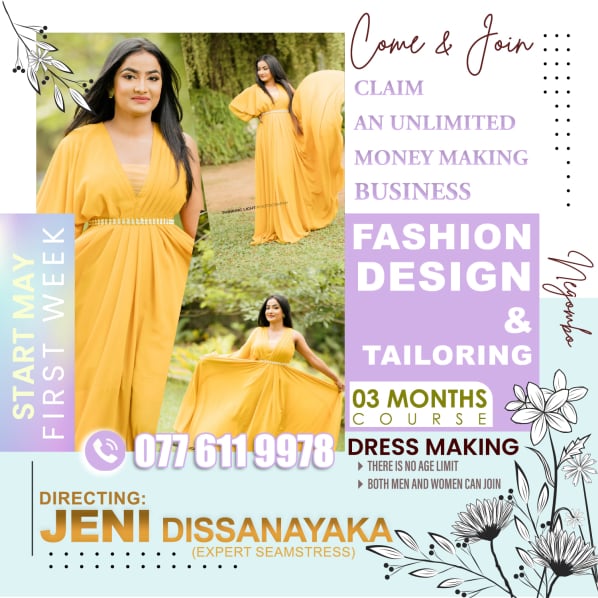 Come & Join
CLAIM
AN UNLIMITED
MONEY MAKING
BUSINESS
FASHION
DESIGN
&
TAILORING
Negombo
START MAY
FIRST WEEK
03 MONTHS
COURSE
077 611 9978
DRESS MAKING
THERE IS NO AGE LIMIT
BOTH MEN AND WOMEN CAN JOIN
DIRECTING:
JENI DISSANAYAKA
(EXPERT SEAMSTRESS)